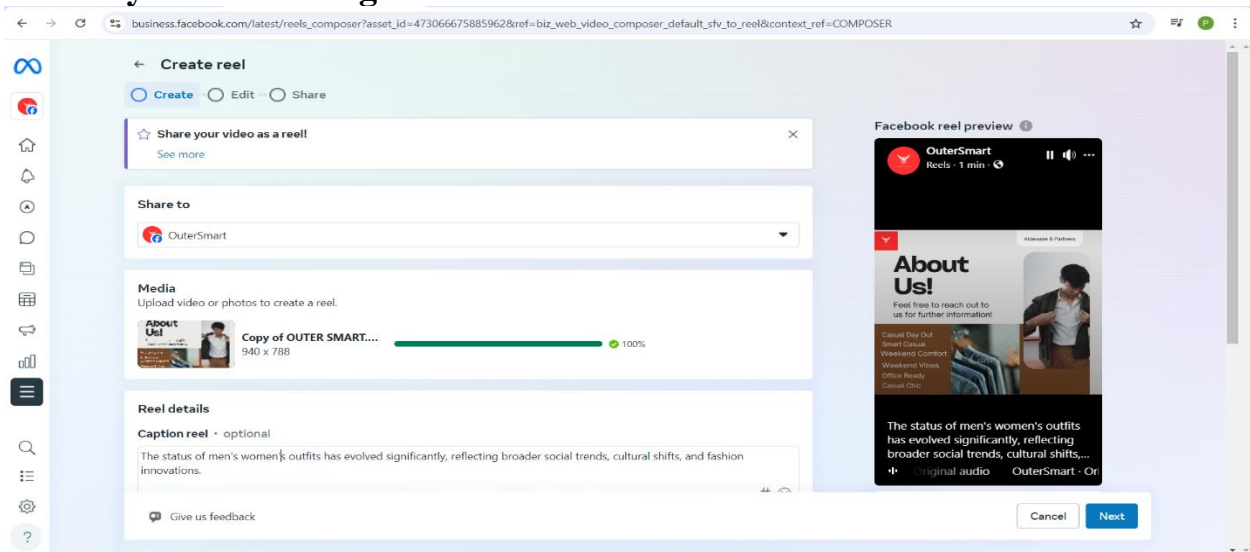 business.facebook.com/latest/reels_composer?asset_id=473066675885962&ref=biz_web_video_composer_default_sfv_to_reel&context_ref=COMPOSER
P
← Create reel
Create
Edit
Share
Share your video as a reel!
See more
Share to
OuterSmart
Media
Upload video or photos to create a reel.
About
Us!
Copy of OUTER SMART....
940 x 788
100%
Reel details
Caption reel • optional
The status of men's women's outfits has evolved significantly, reflecting broader social trends, cultural shifts, and fashion
innovations.
Give us feedback
Cancel
Next
Facebook reel preview
OuterSmart
Reels · 1 min ·
About
Us!
Feel free to reach out to
us for further information!
Casual Day Out
Smart Casual
Weekend Comfort
Weekend Vibes
Office Ready
Casual Chic
The status of men's women's outfits
has evolved significantly, reflecting
broader social trends, cultural shifts,...
Original audio OuterSmart · Ori